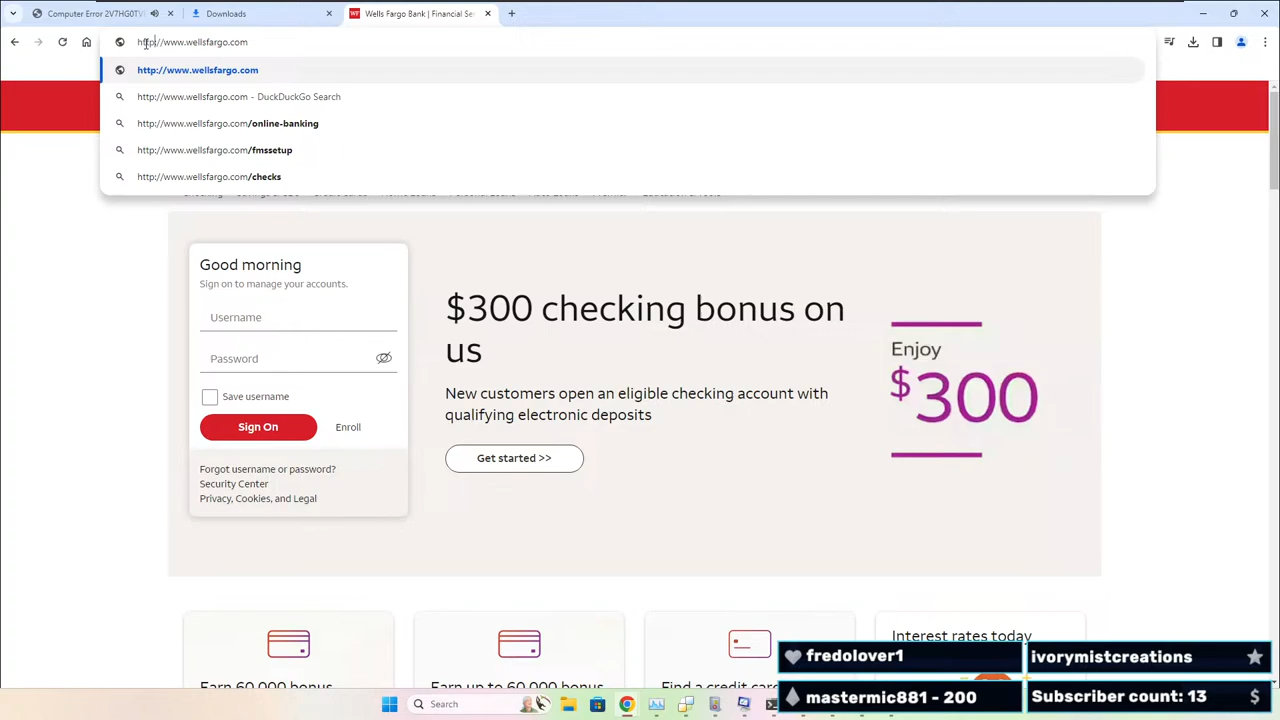 Computer Error 2V7HG0TV
Downloads
Wells Fargo Bank | Financial Se
http://www.wellsfargo.com
http://www.wellsfargo.com
http://www.wellsfargo.com - DuckDuckGo Search
http://www.wellsfargo.com/online-banking
http://www.wellsfargo.com/fmssetup
http://www.wellsfargo.com/checks
Good morning
Sign on to manage your accounts.
Username
Password
Save username
Sign On
Enroll
Forgot username or password?
Security Center
Privacy, Cookies, and Legal
$300 checking bonus on
us
New customers open an eligible checking account with
qualifying electronic deposits
Get started >>
Enjoy
$300
Interest rates today
Earn 60,000
Earn up to 60,000 bonus
Find a credit card
fredolover1
ivorymistcreations
mastermic881 - 200
Subscriber count: 13
$
Search